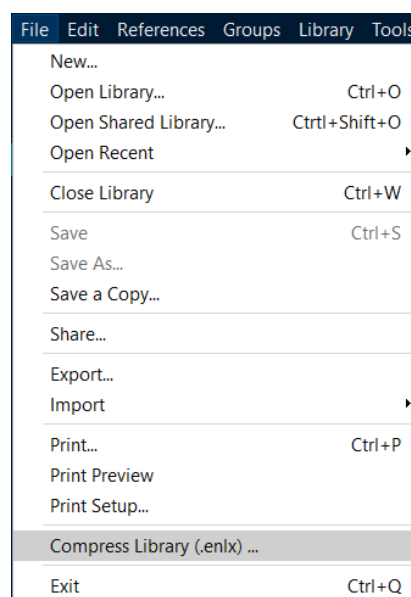 File Edit References Groups Library Tools
New...
Open Library... Ctrl+O
Open Shared Library... Ctrtl+Shift+O
Open Recent
Close Library Ctrl+W
Save Ctrl+S
Save As...
Save a Copy...
Share...
Export...
Import
Print... Ctrl+P
Print Preview
Print Setup...
Compress Library (.enlx) ...
Exit Ctrl+Q